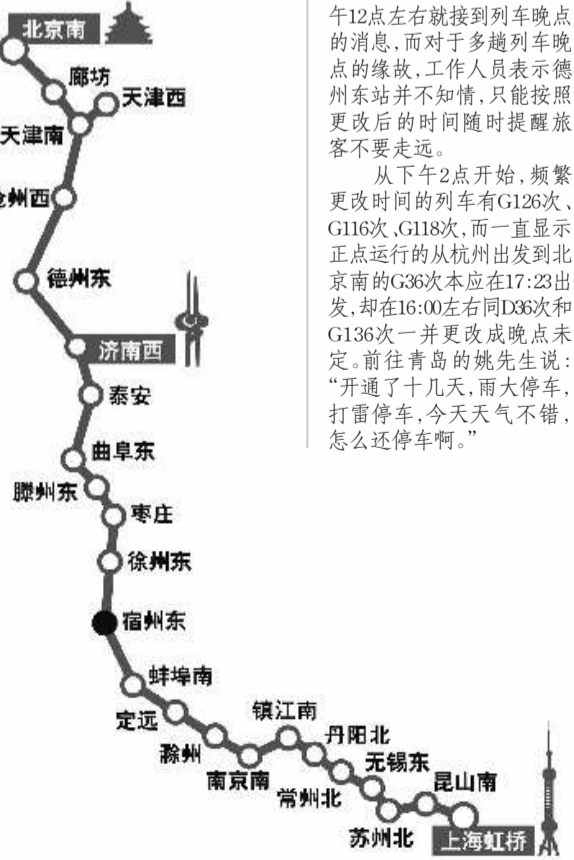 北京南
廊坊
天津西
天津南
沧州西
德州东
济南西
泰安
曲阜东
滕州东
枣庄
徐州东
宿州东
蚌埠南
定远
滁州
南京南
镇江南
丹阳北
常州北
无锡东
苏州北
昆山南
上海虹桥
午12点左右就接到列车晚点
的消息,而对于多趟列车晚
点的缘故,工作人员表示德
州东站并不知情,只能按照
更改后的时间随时提醒旅
客不要走远。
从下午2点开始,频繁
更改时间的列车有G126次、
G116次、G118次,而一直显示
正点运行的从杭州出发到北
京南的G36次本应在17:23出
发,却在16:00左右同D36次和
G136次一并更改成晚点未
定。前往青岛的姚先生说:
“开通了十几天,雨大停车,
打雷停车,今天天气不错,
怎么还停车啊。”